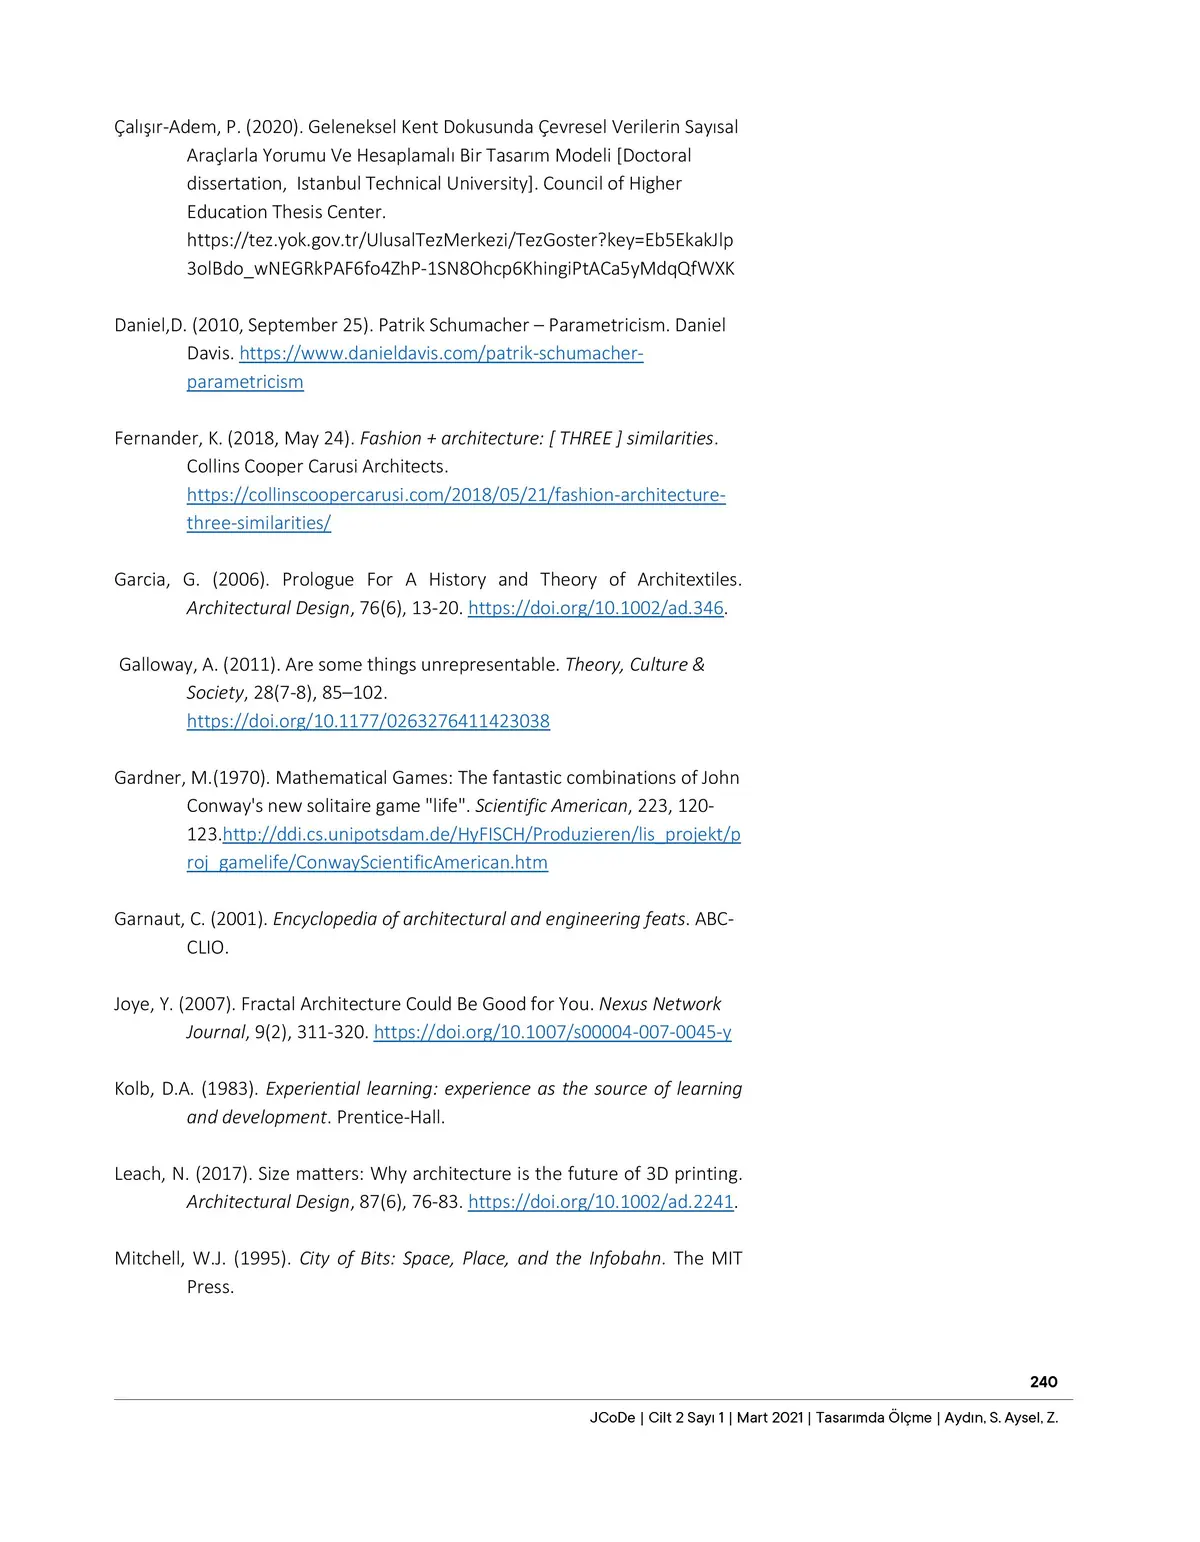 Çalışır-Adem, P. (2020). Geleneksel Kent Dokusunda Çevresel Verilerin Sayısal
Araçlarla Yorumu Ve Hesaplamalı Bir Tasarım Modeli [Doctoral
dissertation,  Istanbul Technical University]. Council of Higher
Education Thesis Center.
https://tez.yok.gov.tr/UlusalTezMerkezi/TezGoster?key=Eb5EkakJlp
3olBdo_wNEGRkPAF6fo4ZhP-1SN8Ohcp6KhingiPtACa5yMdqQfWXK
Daniel,D. (2010, September 25). Patrik Schumacher – Parametricism. Daniel
Davis. https://www.danieldavis.com/patrik-schumacher-
parametricism
Fernander, K. (2018, May 24). Fashion + architecture: [ THREE ] similarities.
Collins Cooper Carusi Architects.
https://collinscoopercarusi.com/2018/05/21/fashion-architecture-
three-similarities/
Garcia, G. (2006). Prologue For A History and Theory of Architextiles.
Architectural Design, 76(6), 13-20. https://doi.org/10.1002/ad.346.
Galloway, A. (2011). Are some things unrepresentable. Theory, Culture &
Society, 28(7-8), 85–102.
https://doi.org/10.1177/0263276411423038
Gardner, M.(1970). Mathematical Games: The fantastic combinations of John
Conway's new solitaire game "life". Scientific American, 223, 120-
123.http://ddi.cs.unipotsdam.de/HyFISCH/Produzieren/lis_projekt/p
roj_gamelife/ConwayScientificAmerican.htm
Garnaut, C. (2001). Encyclopedia of architectural and engineering feats. ABC-
CLIO.
Joye, Y. (2007). Fractal Architecture Could Be Good for You. Nexus Network
Journal, 9(2), 311-320. https://doi.org/10.1007/s00004-007-0045-y
Kolb, D.A. (1983). Experiential learning: experience as the source of learning
and development. Prentice-Hall.
Leach, N. (2017). Size matters: Why architecture is the future of 3D printing.
Architectural Design, 87(6), 76-83. https://doi.org/10.1002/ad.2241.
Mitchell, W.J. (1995). City of Bits: Space, Place, and the Infobahn. The MIT
Press.
240
JCoDe | Cilt 2 Sayı 1 | Mart 2021 | Tasarımda Ölçme | Aydın, S. Aysel, Z.